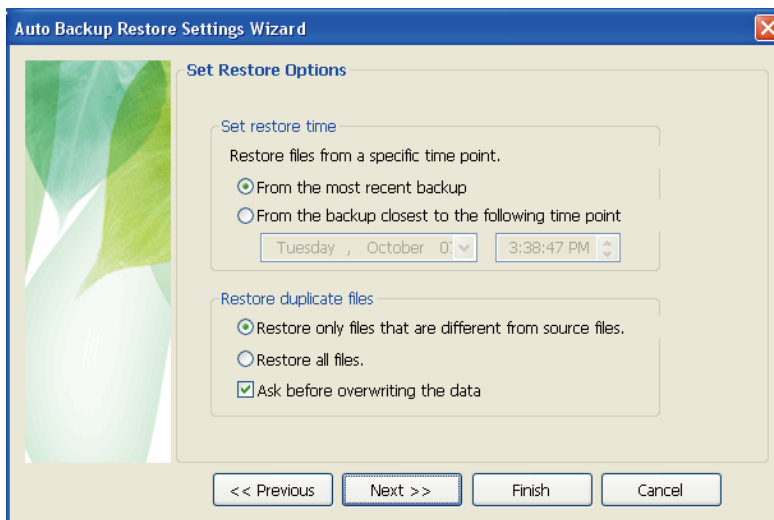 Auto Backup Restore Settings Wizard
Set Restore Options
Set restore time
Restore files from a specific time point.
From the most recent backup
From the backup closest to the following time point
Tuesday , October 3:38:47 PM
Restore duplicate files
Restore only files that are different from source files.
Restore all files.
Ask before overwriting the data
<< Previous Next >> Finish Cancel